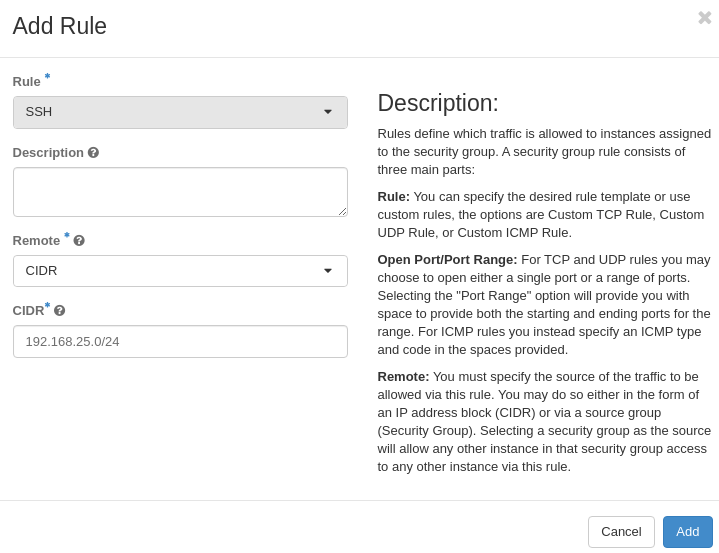 Add Rule
✖
Rule *
SSH
Description ?
Remote * ?
CIDR
CIDR* ?
192.168.25.0/24
Description:
Rules define which traffic is allowed to instances assigned
to the security group. A security group rule consists of
three main parts:
Rule: You can specify the desired rule template or use
custom rules, the options are Custom TCP Rule, Custom
UDP Rule, or Custom ICMP Rule.
Open Port/Port Range: For TCP and UDP rules you may
choose to open either a single port or a range of ports.
Selecting the "Port Range" option will provide you with
space to provide both the starting and ending ports for the
range. For ICMP rules you instead specify an ICMP type
and code in the spaces provided.
Remote: You must specify the source of the traffic to be
allowed via this rule. You may do so either in the form of
an IP address block (CIDR) or via a source group
(Security Group). Selecting a security group as the source
will allow any other instance in that security group access
to any other instance via this rule.
Cancel
Add